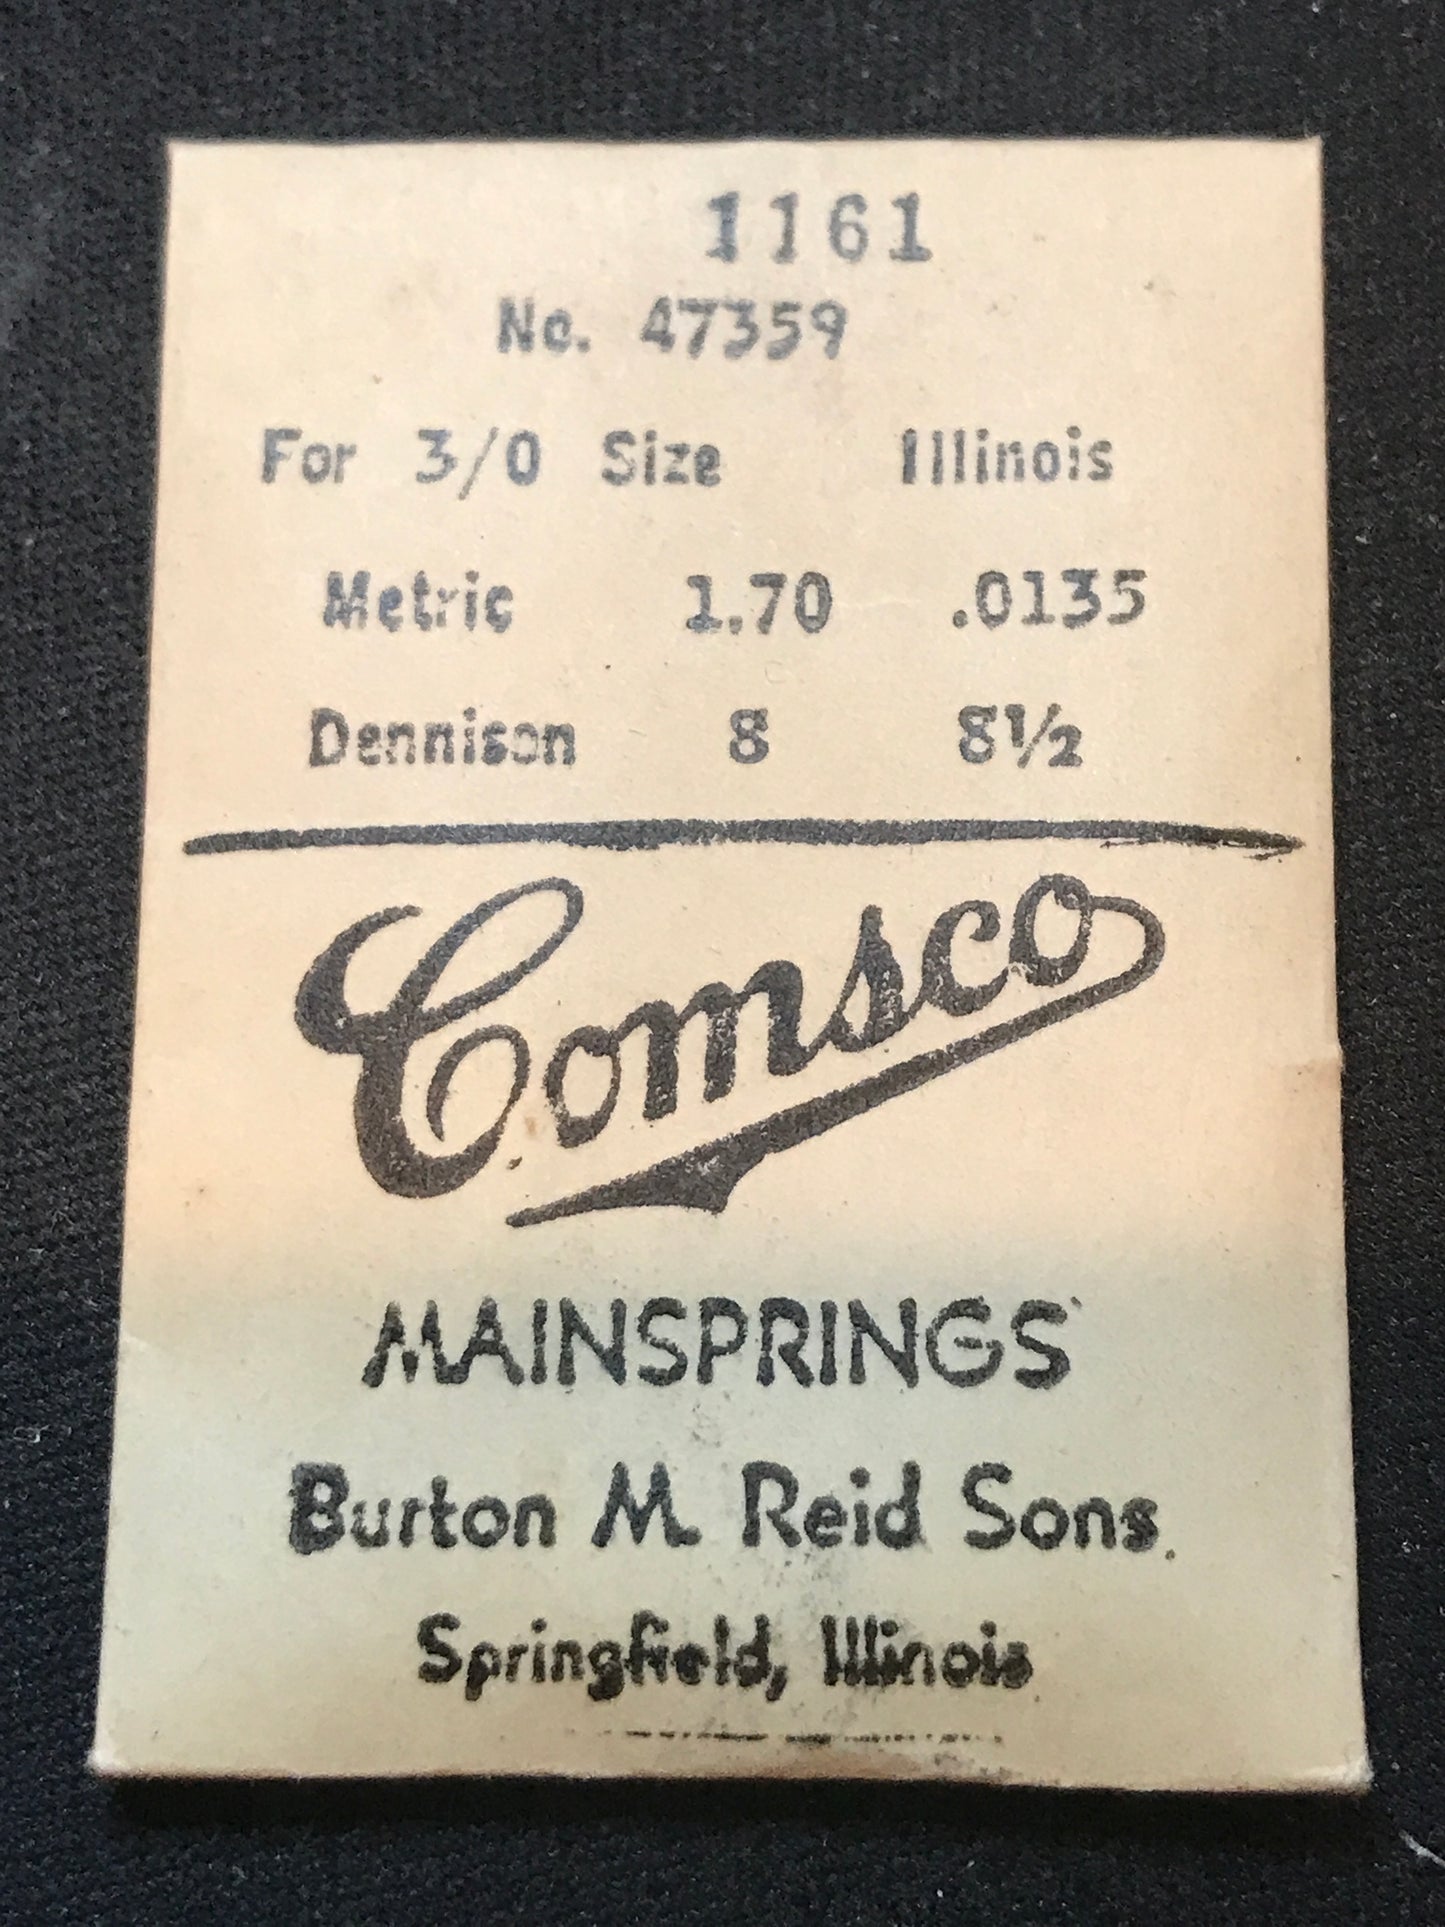 1161
No. 47359
For 3/0 Size Illinois
Metric 1.70 .0135
Dennison 8 8½
Comsco
MAINSPRINGS
Burton M. Reid Sons.
Springfield, Illinois